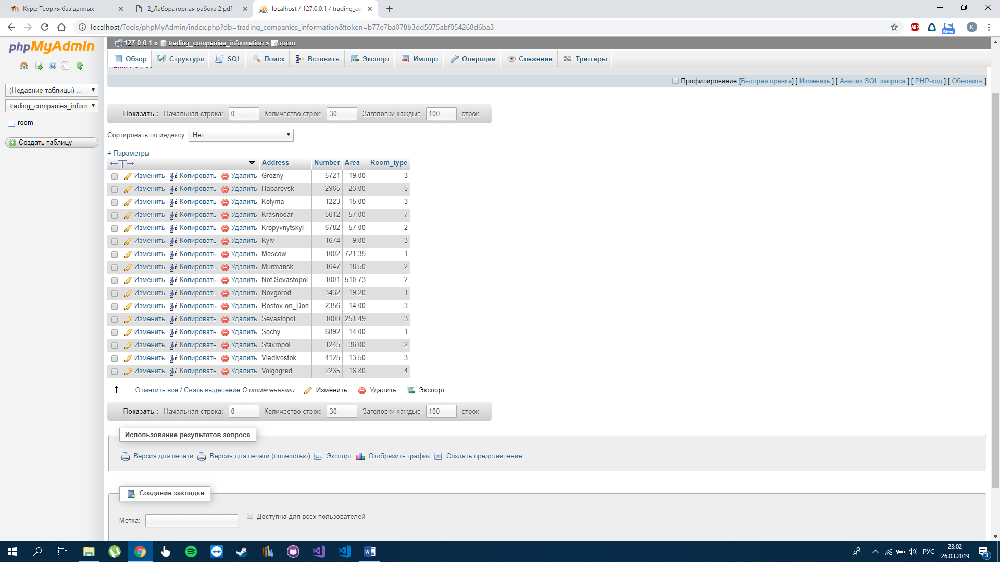 Курс: Теория баз данных
2_Лабораторная работа 2.pdf
localhost / 127.0.0.1 / trading_co
localhost/Tools/phpMyAdmin/index.php?db=trading_companies_information&token=b77e7ba078b3dd5075abf054268d6ba3
ABP
New
K
phpMyAdmin
127.0.0.1 » trading_companies_information » room
Обзор Структура SQL Поиск Вставить Экспорт Импорт Операции Слежение Триггеры
Профилирование [Быстрая правка] [ Изменить ] [ Анализ SQL запроса ] [ PHP-код ] [ Обновить ]
(Недавние таблицы) ...
trading_companies_inforn
room
Создать таблицу
Показать : Начальная строка: 0 Количество строк: 30 Заголовки каждые 100 строк
Сортировать по индексу: Нет
+ Параметры
←T→ Address Number Area Room_type
Изменить Копировать Удалить Grozny 5721 19.00 3
Изменить Копировать Удалить Habarovsk 2965 23.00 5
Изменить Копировать Удалить Kolyma 1223 15.00 3
Изменить Копировать Удалить Krasnodar 5612 57.00 7
Изменить Копировать Удалить Kropyvnytskyi 6782 57.00 2
Изменить Копировать Удалить Kyiv 1674 9.00 3
Изменить Копировать Удалить Moscow 1002 721.35 1
Изменить Копировать Удалить Murmansk 1647 18.50 2
Изменить Копировать Удалить Not Sevastopol 1001 510.73 2
Изменить Копировать Удалить Novgorod 3432 19.20 1
Изменить Копировать Удалить Rostov-on_Don 2356 14.00 3
Изменить Копировать Удалить Sevastopol 1000 251.49 3
Изменить Копировать Удалить Sochy 6892 14.00 1
Изменить Копировать Удалить Stavropol 1245 36.00 2
Изменить Копировать Удалить Vladivostok 4125 13.50 3
Изменить Копировать Удалить Volgograd 2235 16.80 4
Отметить все / Снять выделение С отмеченными: Изменить Удалить Экспорт
Показать : Начальная строка: 0 Количество строк: 30 Заголовки каждые 100 строк
Использование результатов запроса
Версия для печати Версия для печати (полностью) Экспорт Отобразить график Создать представление
Создание закладки
Метка: Доступна для всех пользователей
РУС
23:02
26.03.2019
3